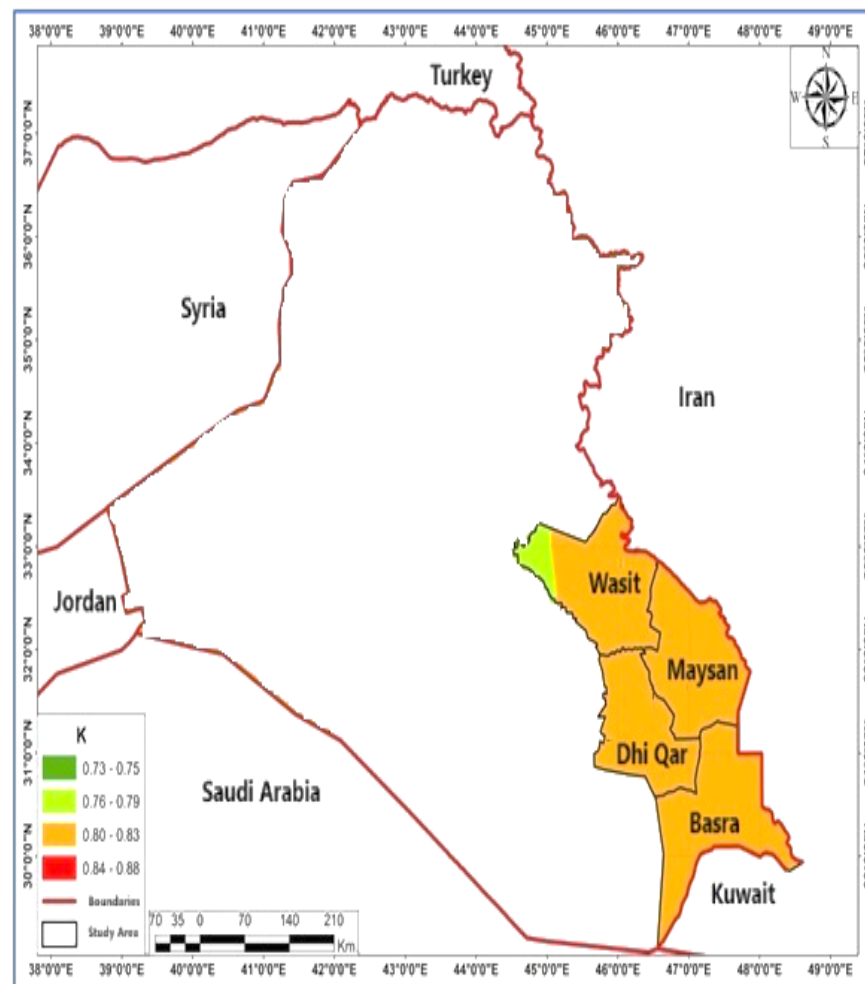 38°0'0"E 39°0'0"E 40°0'0"E 41°0'0"E 42°0'0"E 43°0'0"E 44°0'0"E 45°0'0"E 46°0'0"E 47°0'0"E 48°0'0"E 49°0'0"E
N
W E
S
Turkey
Syria
Iran
Jordan
Wasit
Maysan
Dhi Qar
Saudi Arabia
Basra
Kuwait
37°0'0"N
36°0'0"N
35°0'0"N
34°0'0"N
33°0'0"N
32°0'0"N
31°0'0"N
30°0'0"N
K
0.73 - 0.75
0.76 - 0.79
0.80 - 0.83
0.84 - 0.88
Boundaries
Study Area
70 35 0 70 140 210
Km
38°0'0"E 39°0'0"E 40°0'0"E 41°0'0"E 42°0'0"E 43°0'0"E 44°0'0"E 45°0'0"E 46°0'0"E 47°0'0"E 48°0'0"E 49°0'0"E